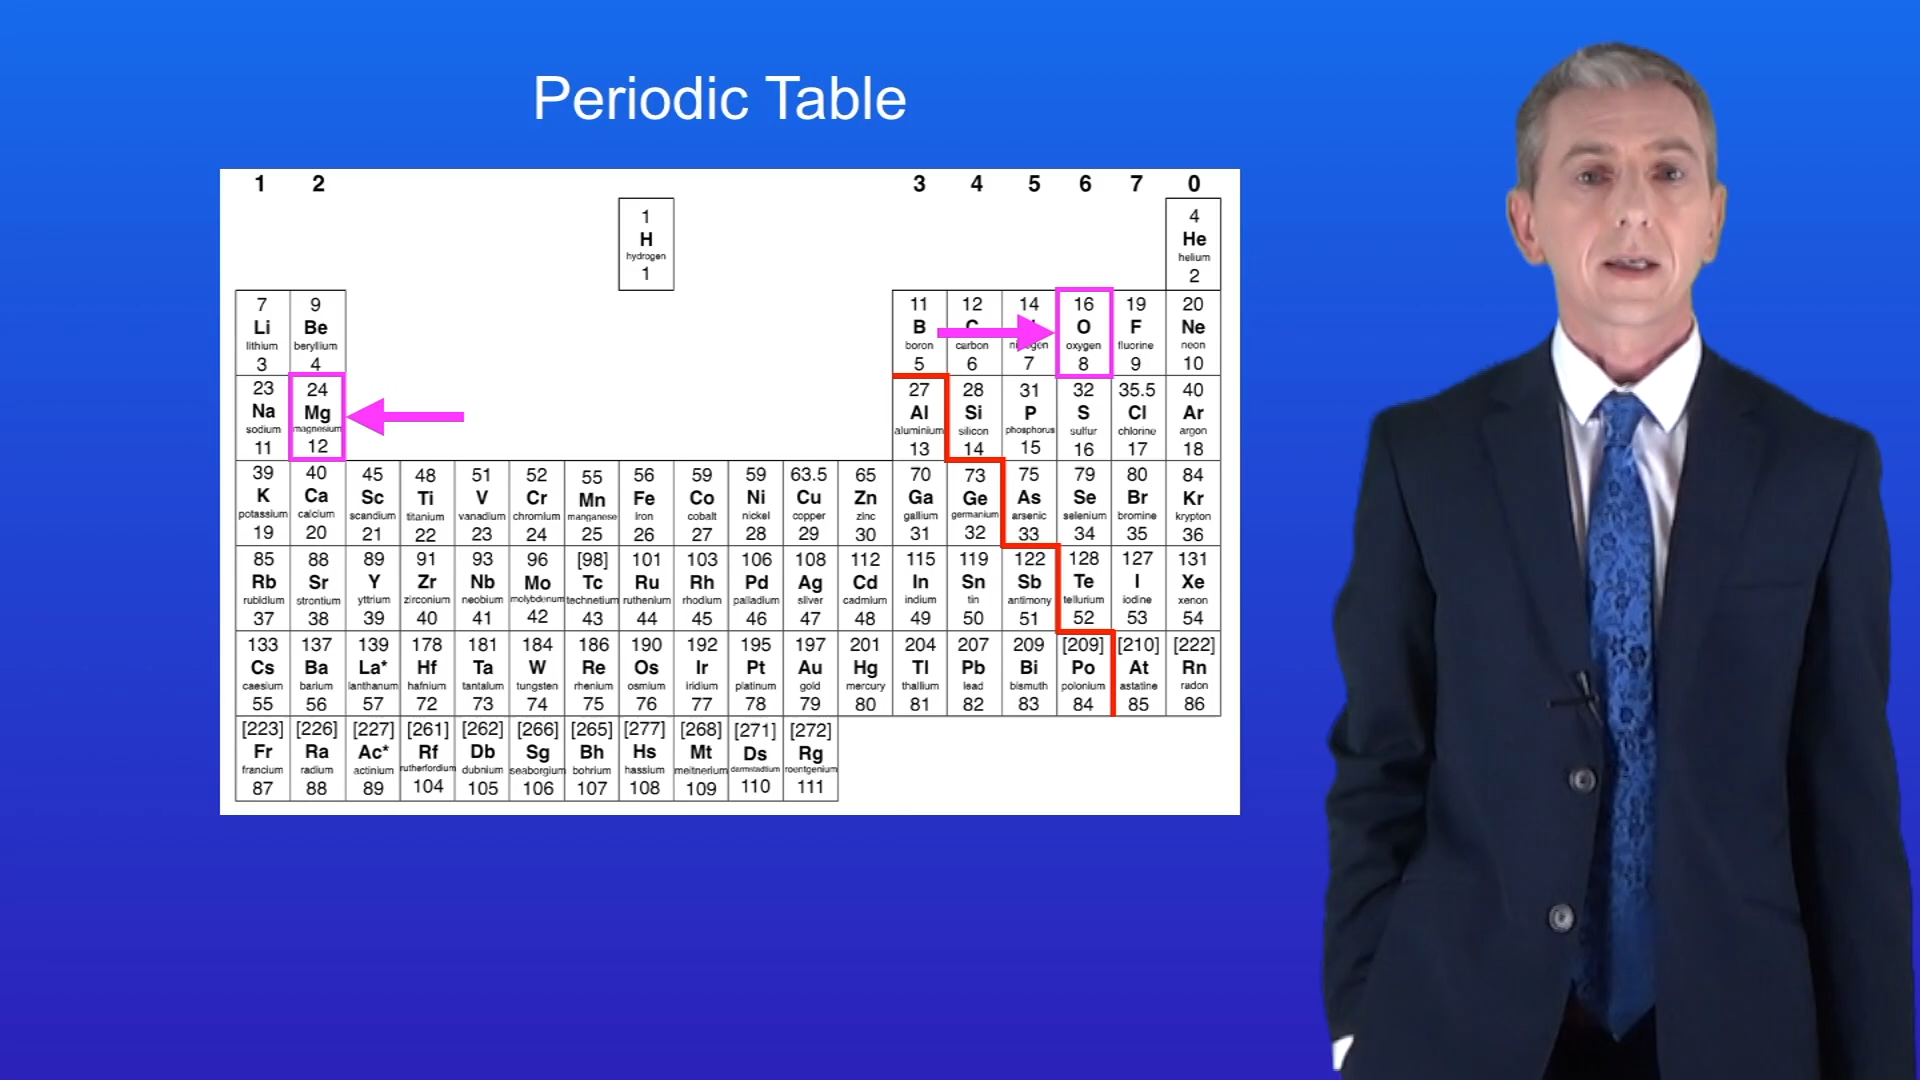 Periodic Table
1 2 3 4 5 6 7 0
1 4
H He
hydrogen helium
1 2
7 9 11 12 14 16 19 20
Li Be B C O F Ne
lithium beryllium boron carbon oxygen fluorine neon
3 4 5 6 7 8 9 10
23 24 27 28 31 32 35.5 40
Na Mg Al Si P S Cl Ar
sodium magnesium aluminium silicon phosphorus sulfur chlorine argon
11 12 13 14 15 16 17 18
39 40 45 48 51 52 55 56 59 59 63.5 65 70 73 75 79 80 84
K Ca Sc Ti V Cr Mn Fe Co Ni Cu Zn Ga Ge As Se Br Kr
potassium calcium scandium titanium vanadium chromium manganese iron cobalt nickel copper zinc gallium germanium arsenic selenium bromine krypton
19 20 21 22 23 24 25 26 27 28 29 30 31 32 33 34 35 36
85 88 89 91 93 96 [98] 101 103 106 108 112 115 119 122 128 127 131
Rb Sr Y Zr Nb Mo Tc Ru Rh Pd Ag Cd In Sn Sb Te I Xe
rubidium strontium yttrium zirconium neobium molybdenum technetium ruthenium rhodium palladium silver cadmium indium tin antimony tellurium iodine xenon
37 38 39 40 41 42 43 44 45 46 47 48 49 50 51 52 53 54
133 137 139 178 181 184 186 190 192 195 197 201 204 207 209 [209] [210] [222]
Cs Ba La* Hf Ta W Re Os Ir Pt Au Hg Tl Pb Bi Po At Rn
caesium barium lanthanum hafnium tantalum tungsten rhenium osmium iridium platinum gold mercury thallium lead bismuth polonium astatine radon
55 56 57 72 73 74 75 76 77 78 79 80 81 82 83 84 85 86
[223] [226] [227] [261] [262] [266] [265] [277] [268] [271] [272]
Fr Ra Ac* Rf Db Sg Bh Hs Mt Ds Rg
francium radium actinium rutherfordium dubnium seaborgium bohrium hassium meitnerium darmstadtium roentgenium
87 88 89 104 105 106 107 108 109 110 111